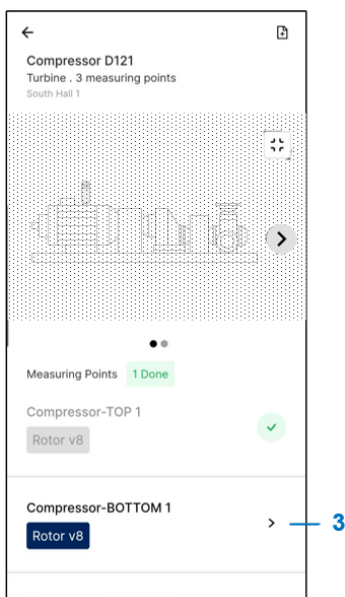 Compressor D121
Turbine . 3 measuring points
South Hall 1
Measuring Points 1 Done
Compressor-TOP 1
Rotor v8
Compressor-BOTTOM 1
3
Rotor v8